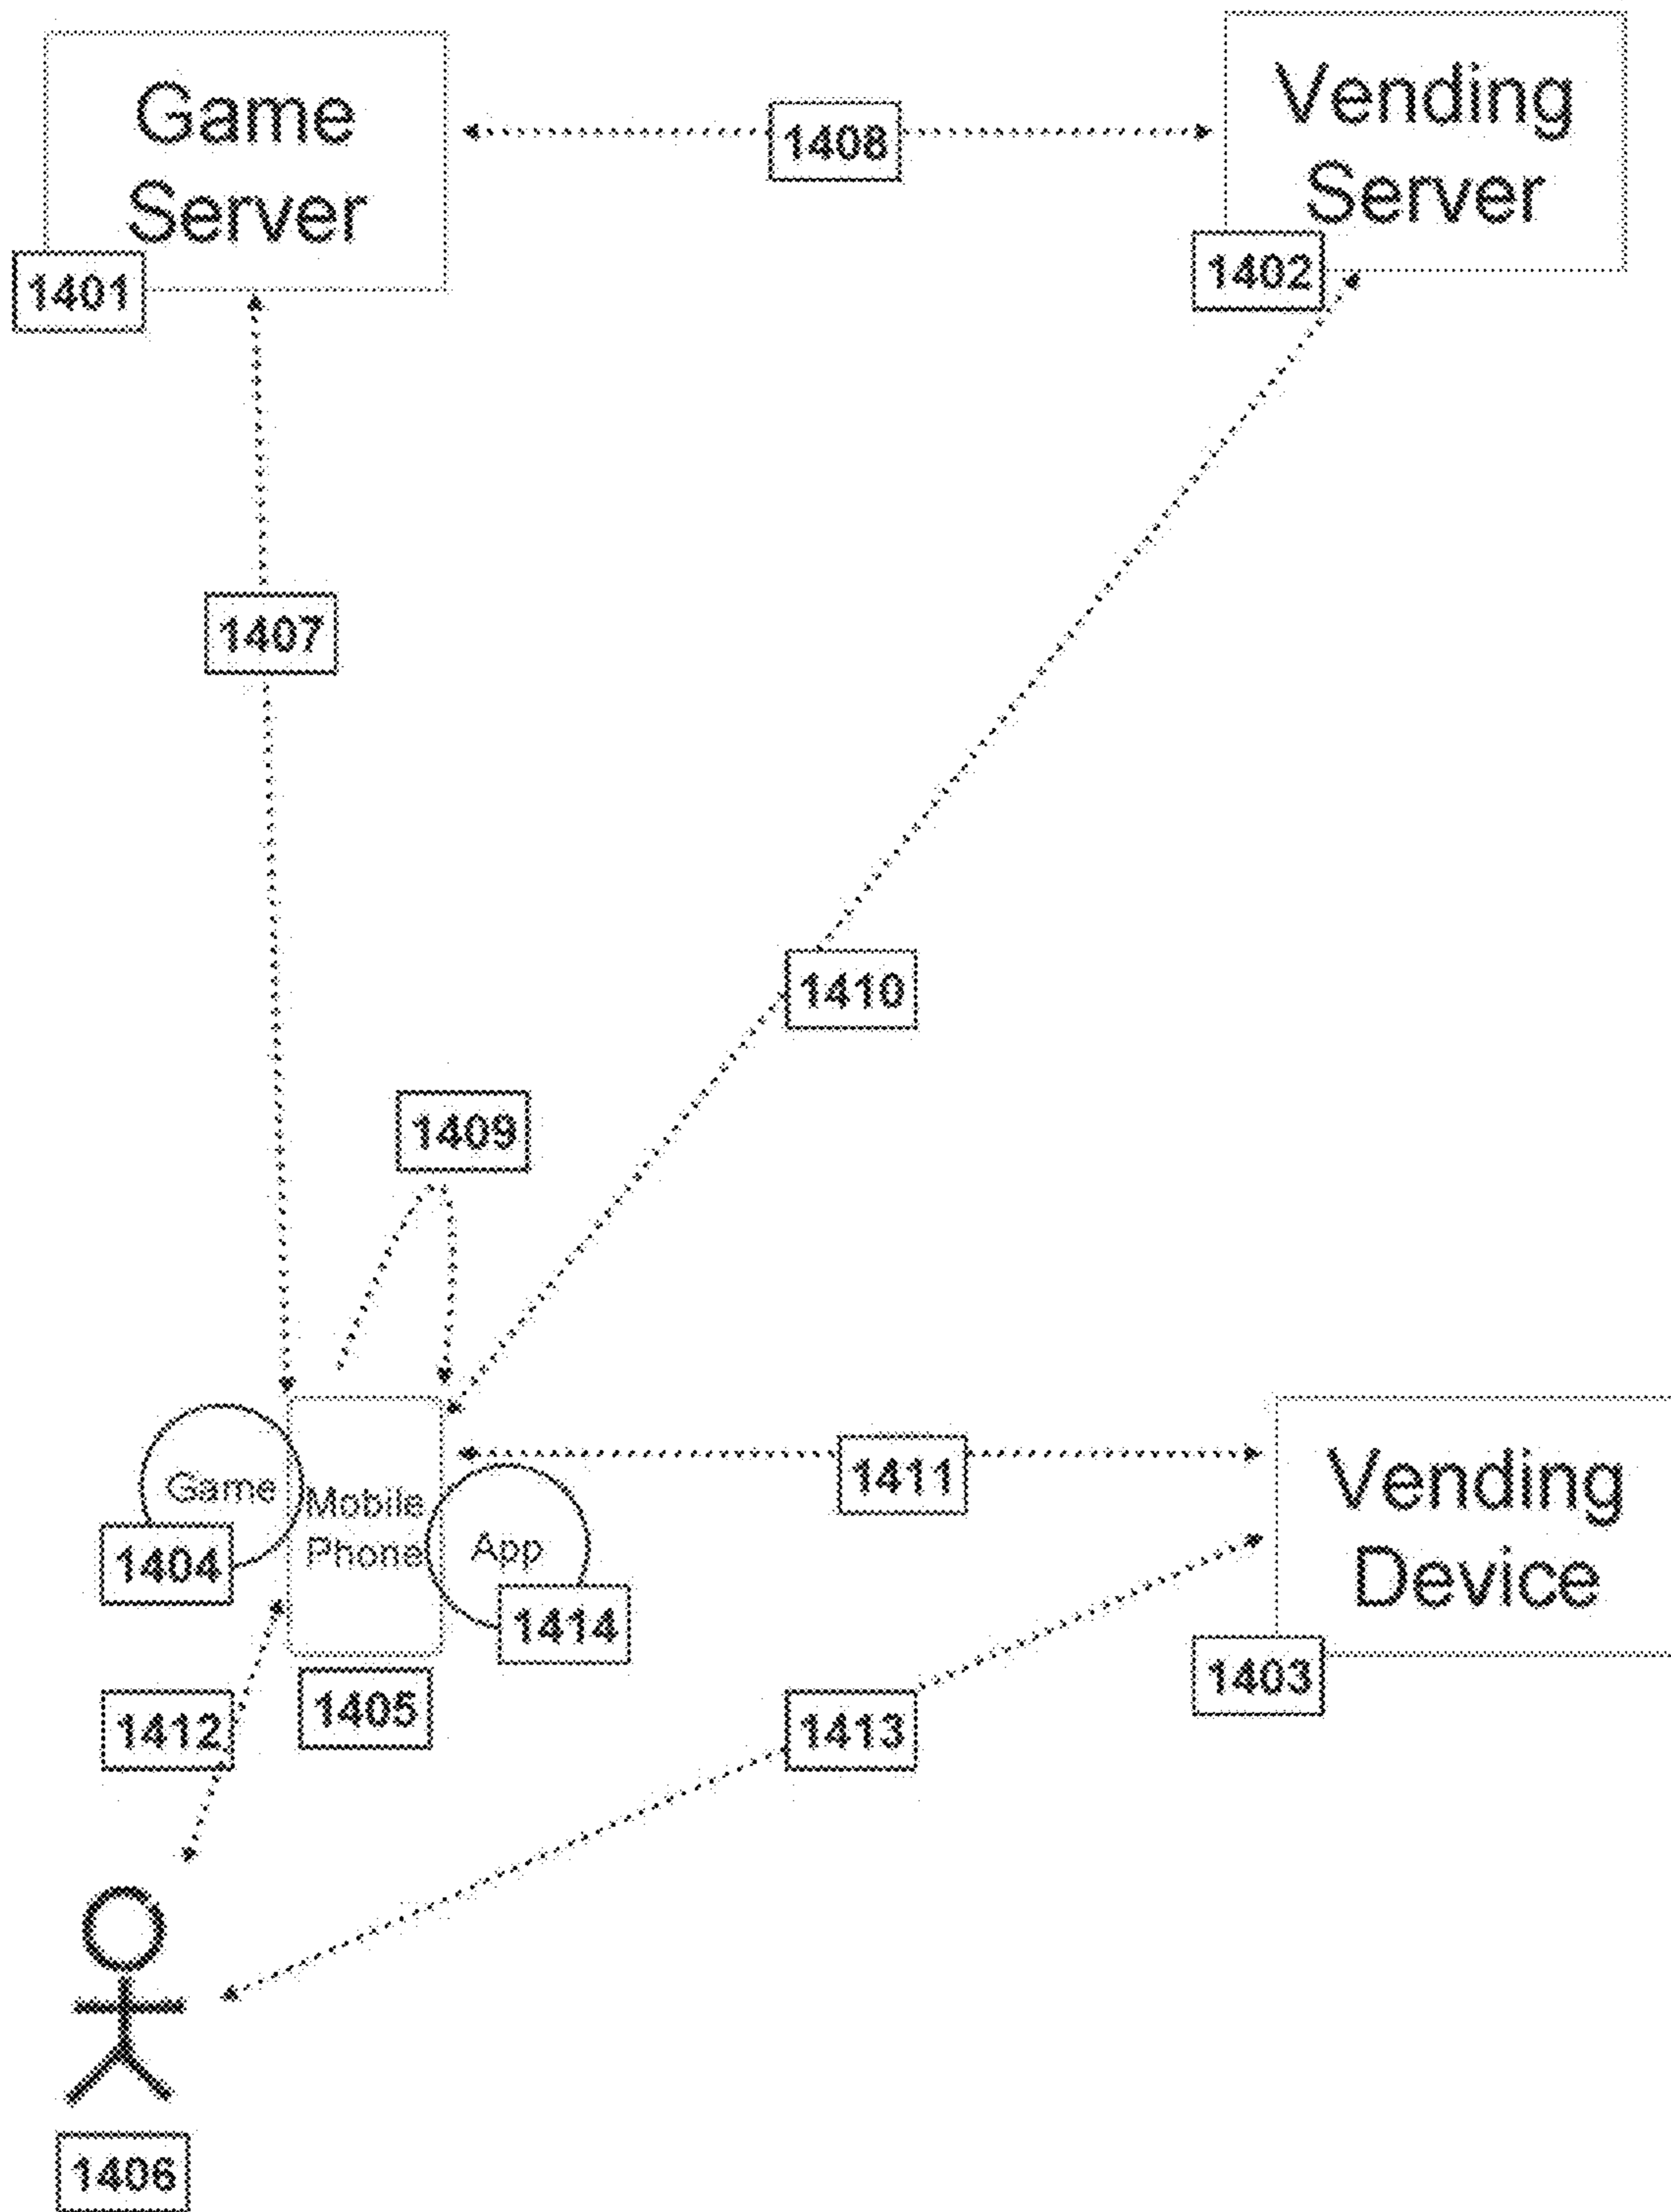 Game
Server
1401
1408
Vending
Server
1402
1407
1410
1409
Game
1404
Mobile
Phone
1405
App
1414
1411
Vending
Device
1403
1412
1413
1406